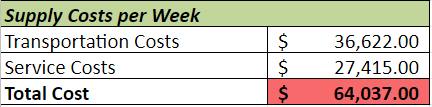 Supply Costs per Week
Transportation Costs $ 36,622.00
Service Costs $ 27,415.00
Total Cost $ 64,037.00